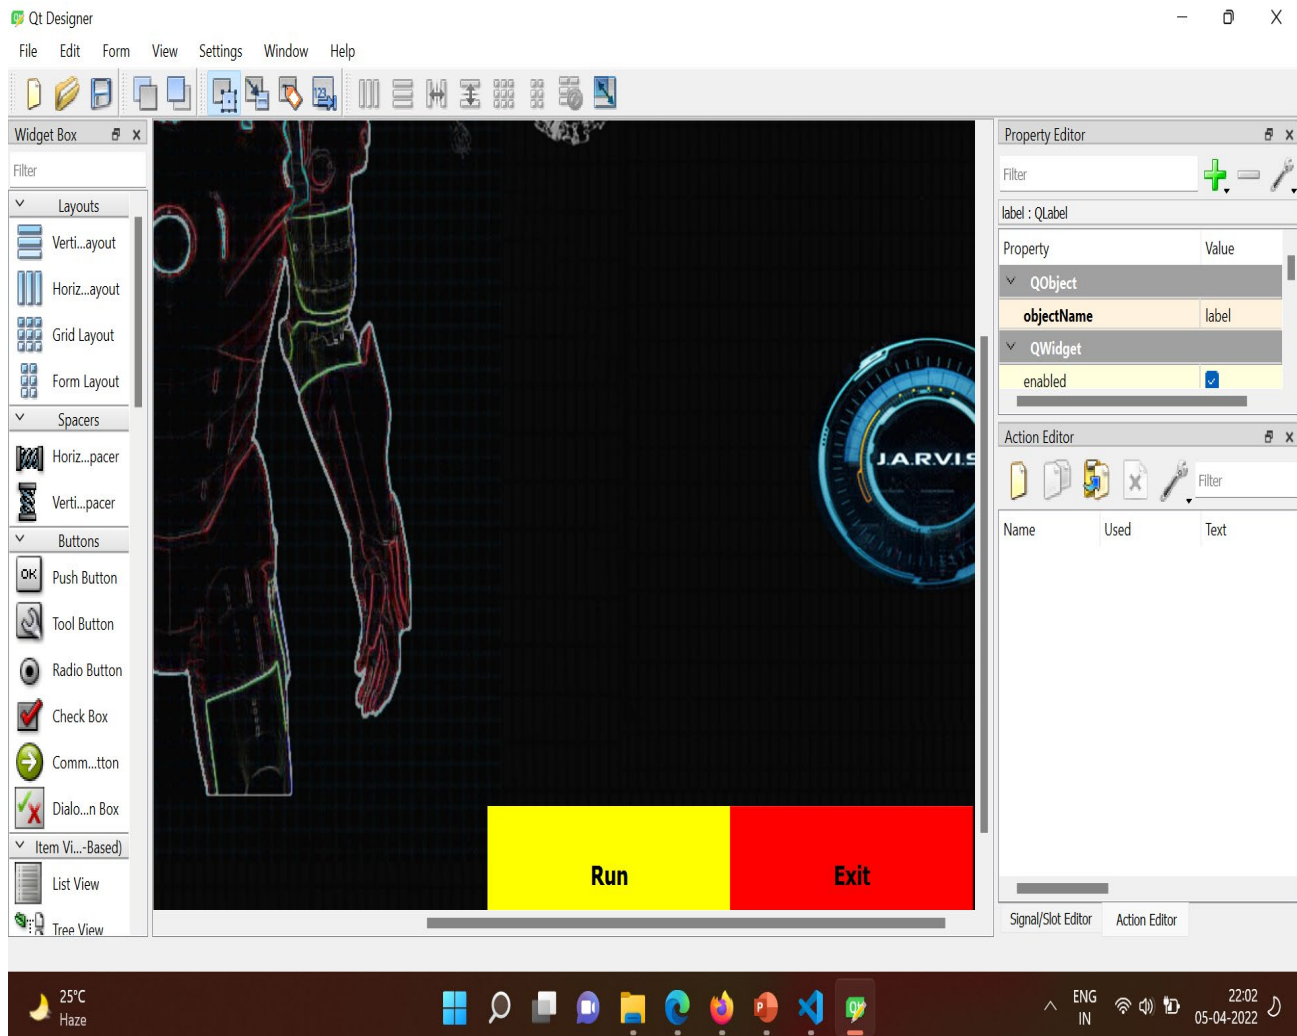 Qt Designer
File Edit Form View Settings Window Help
Widget Box
Filter
Layouts
Verti...ayout
Horiz...ayout
Grid Layout
Form Layout
Spacers
Horiz...pacer
Verti...pacer
Buttons
OK Push Button
Tool Button
Radio Button
Check Box
Comm...tton
Dialo...n Box
Item Vi...-Based)
List View
Tree View
J.A.R.V.I.S
Run
Exit
Property Editor
Filter
label : QLabel
Property Value
QObject
objectName label
QWidget
enabled
Action Editor
Filter
Name Used Text
Signal/Slot Editor Action Editor
25°C
Haze
ENG
IN
22:02
05-04-2022